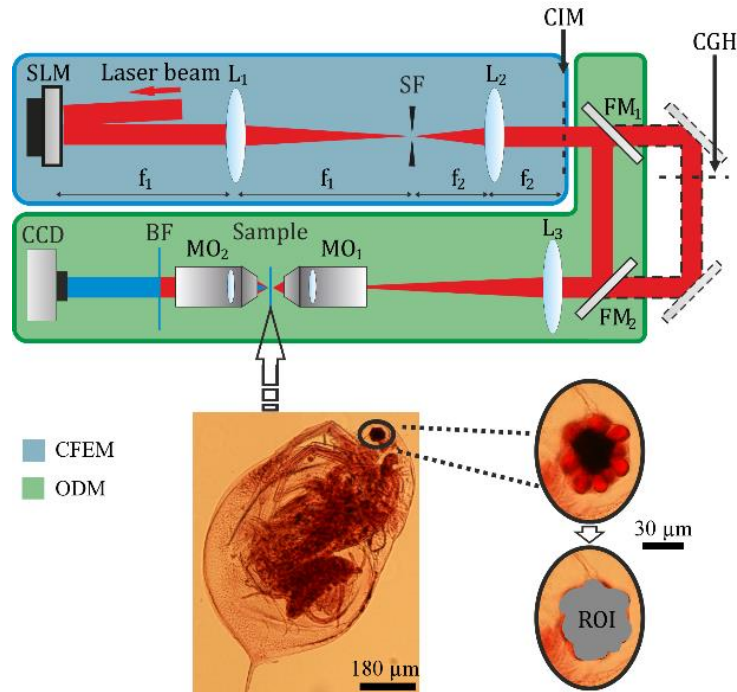 CIM
CGH
SLM
Laser beam
L₁
SF
L₂
FM₁
f₁
f₁
f₂
f₂
CCD
BF
MO₂
Sample
MO₁
L₃
FM₂
CFEM
ODM
30 µm
ROI
180 µm